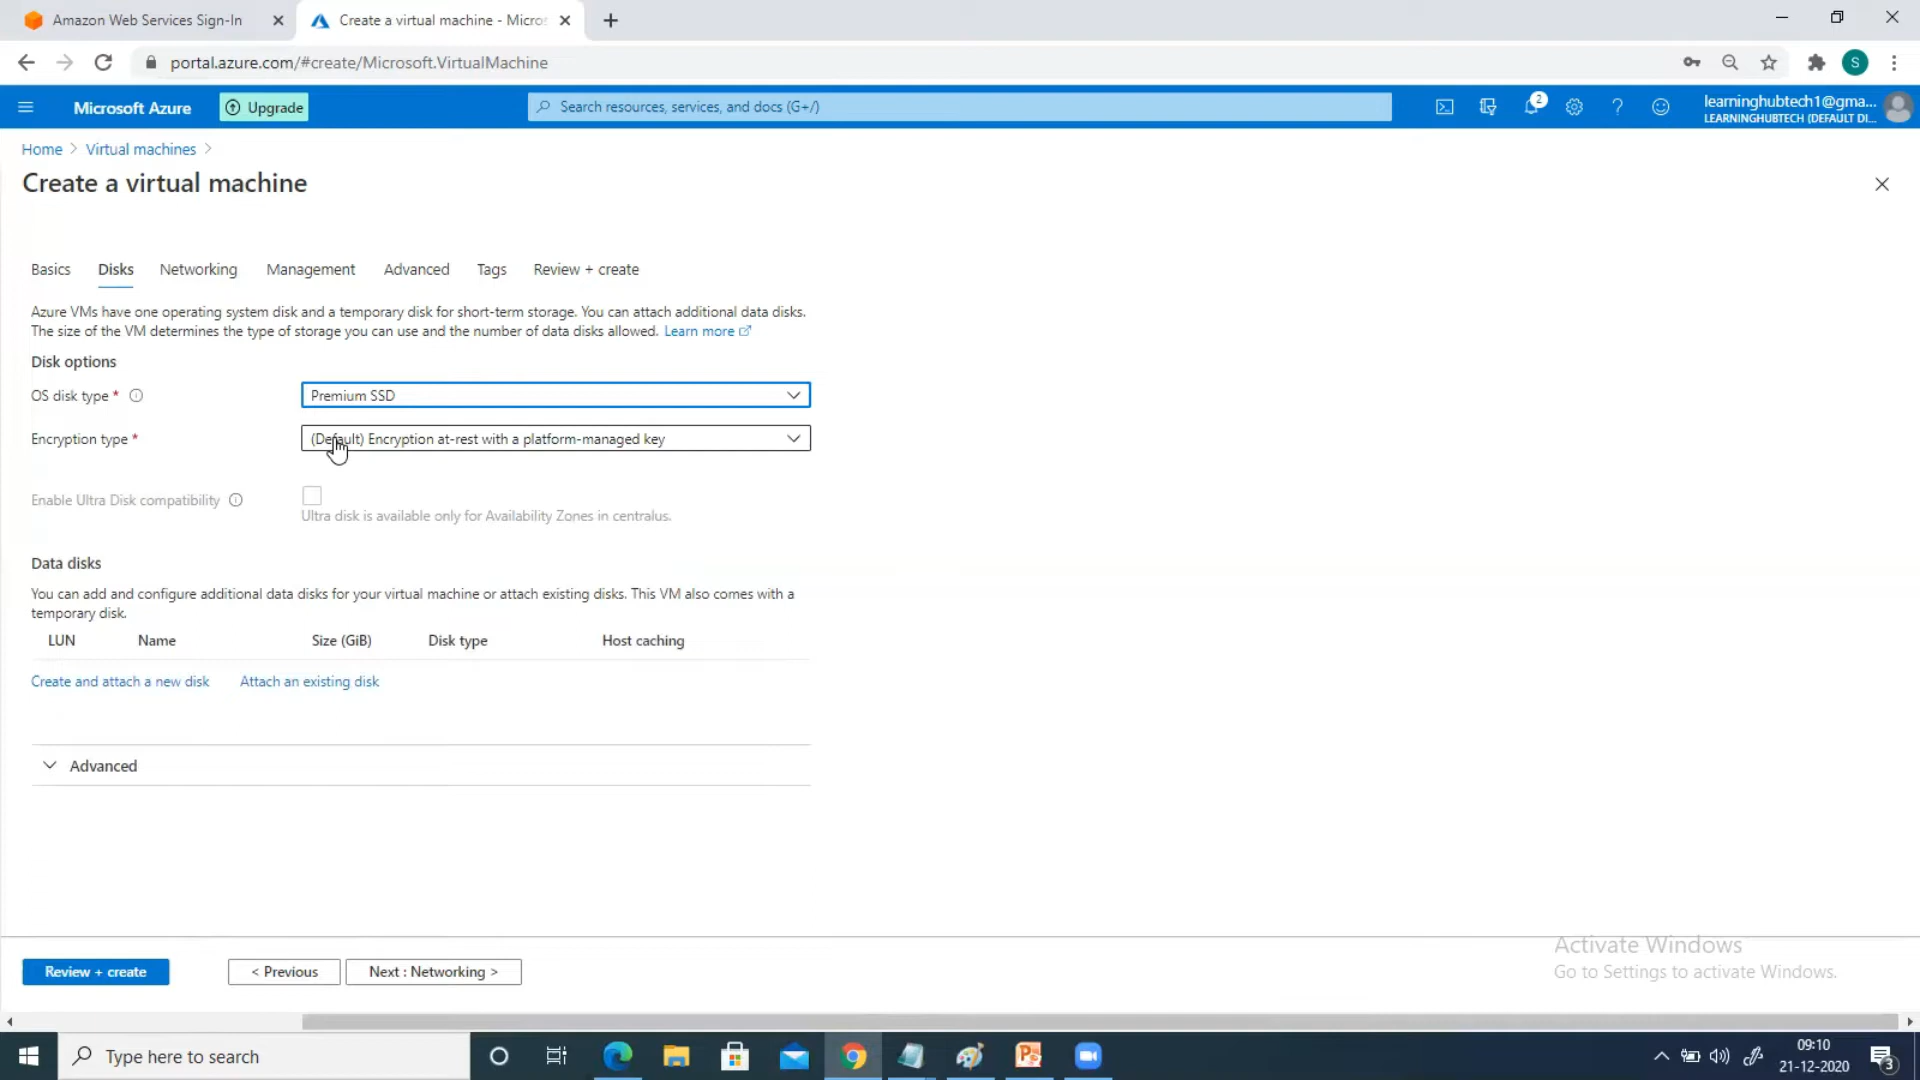 Amazon Web Services Sign-In
Create a virtual machine - Micros
portal.azure.com/#create/Microsoft.VirtualMachine
S
Microsoft Azure
Upgrade
Search resources, services, and docs (G+/)
2
learninghubtech1@gma...
LEARNINGHUBTECH (DEFAULT DI...
Home > Virtual machines >
Create a virtual machine
Basics Disks Networking Management Advanced Tags Review + create
Azure VMs have one operating system disk and a temporary disk for short-term storage. You can attach additional data disks.
The size of the VM determines the type of storage you can use and the number of data disks allowed. Learn more
Disk options
OS disk type *
Premium SSD
Encryption type *
(Default) Encryption at-rest with a platform-managed key
Enable Ultra Disk compatibility
Ultra disk is available only for Availability Zones in centralus.
Data disks
You can add and configure additional data disks for your virtual machine or attach existing disks. This VM also comes with a
temporary disk.
LUN Name Size (GiB) Disk type Host caching
Create and attach a new disk Attach an existing disk
Advanced
Activate Windows
Go to Settings to activate Windows.
Review + create
< Previous
Next : Networking >
Type here to search
09:10
21-12-2020
3